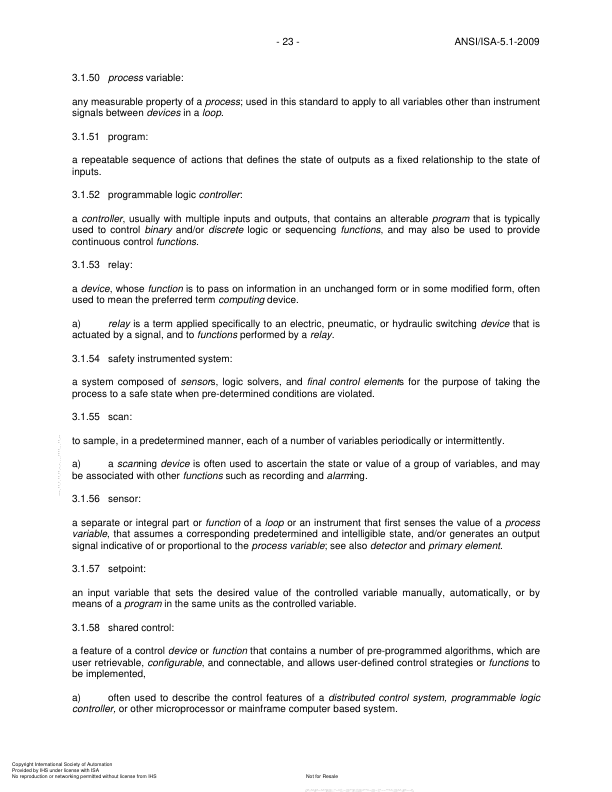 - 23 -
ANSI/ISA-5.1-2009
3.1.50 process variable:
any measurable property of a process; used in this standard to apply to all variables other than instrument
signals between devices in a loop.
3.1.51 program:
a repeatable sequence of actions that defines the state of outputs as a fixed relationship to the state of
inputs.
3.1.52 programmable logic controller:
a controller, usually with multiple inputs and outputs, that contains an alterable program that is typically
used to control binary and/or discrete logic or sequencing functions, and may also be used to provide
continuous control functions.
3.1.53 relay:
a device, whose function is to pass on information in an unchanged form or in some modified form, often
used to mean the preferred term computing device.
a) relay is a term applied specifically to an electric, pneumatic, or hydraulic switching device that is
actuated by a signal, and to functions performed by a relay.
3.1.54 safety instrumented system:
a system composed of sensors, logic solvers, and final control elements for the purpose of taking the
process to a safe state when pre-determined conditions are violated.
3.1.55 scan:
to sample, in a predetermined manner, each of a number of variables periodically or intermittently.
a) a scanning device is often used to ascertain the state or value of a group of variables, and may
be associated with other functions such as recording and alarming.
3.1.56 sensor:
a separate or integral part or function of a loop or an instrument that first senses the value of a process
variable, that assumes a corresponding predetermined and intelligible state, and/or generates an output
signal indicative of or proportional to the process variable; see also detector and primary element.
3.1.57 setpoint:
an input variable that sets the desired value of the controlled variable manually, automatically, or by
means of a program in the same units as the controlled variable.
3.1.58 shared control:
a feature of a control device or function that contains a number of pre-programmed algorithms, which are
user retrievable, configurable, and connectable, and allows user-defined control strategies or functions to
be implemented,
a) often used to describe the control features of a distributed control system, programmable logic
controller, or other microprocessor or mainframe computer based system.
Copyright International Society of Automation
Provided by IHS under license with ISA
No reproduction or networking permitted without license from IHS
Not for Resale